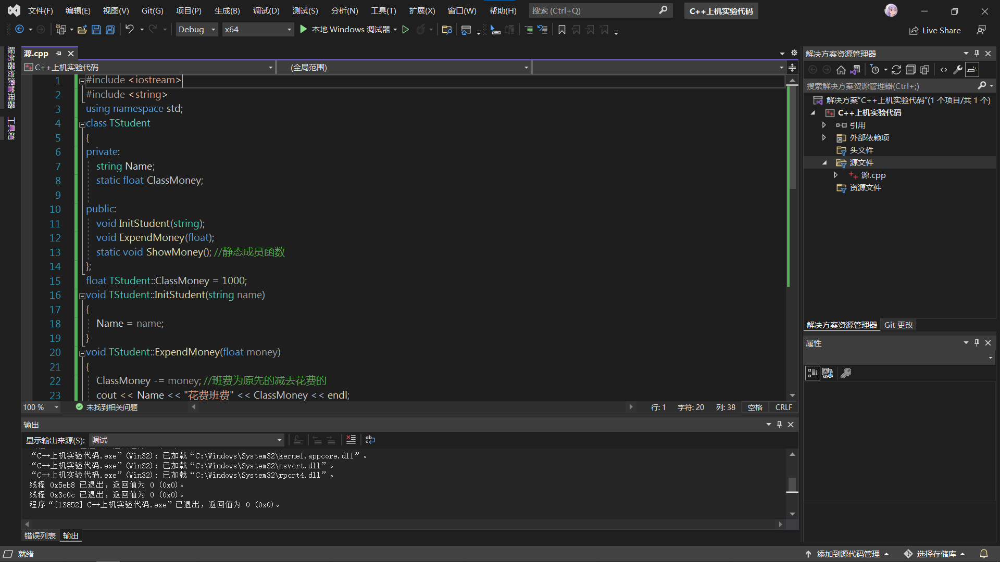 文件(F) 编辑(E) 视图(V) Git(G) 项目(P) 生成(B) 调试(D) 测试(S) 分析(N) 工具(T) 扩展(X) 窗口(W) 帮助(H) 搜索 (Ctrl+Q) C++上机实验代码
Debug x64 本地 Windows 调试器 Live Share
服务器资源管理器
工具箱
源.cpp
C++上机实验代码 (全局范围)
1 #include <iostream>
2 #include <string>
3 using namespace std;
4 class TStudent
5 {
6 private:
7 string Name;
8 static float ClassMoney;
9
10 public:
11 void InitStudent(string);
12 void ExpendMoney(float);
13 static void ShowMoney(); //静态成员函数
14 };
15 float TStudent::ClassMoney = 1000;
16 void TStudent::InitStudent(string name)
17 {
18 Name = name;
19 }
20 void TStudent::ExpendMoney(float money)
21 {
22 ClassMoney -= money; //班费为原先的减去花费的
23 cout << Name << "花费班费" << ClassMoney << endl;
100 % 未找到相关问题 行: 1 字符: 20 列: 38 空格 CRLF
输出
显示输出来源(S): 调试
“C++上机实验代码.exe”(Win32): 已加载“C:\Windows\System32\kernel.appcore.dll”。
“C++上机实验代码.exe”(Win32): 已加载“C:\Windows\System32\msvcrt.dll”。
“C++上机实验代码.exe”(Win32): 已加载“C:\Windows\System32\rpcrt4.dll”。
线程 0x5eb8 已退出，返回值为 0 (0x0)。
线程 0x3c0c 已退出，返回值为 0 (0x0)。
程序“[13852] C++上机实验代码.exe”已退出，返回值为 0 (0x0)。
错误列表 输出
解决方案资源管理器
搜索解决方案资源管理器(Ctrl+;)
解决方案“C++上机实验代码”(1 个项目/共 1 个)
C++上机实验代码
引用
外部依赖项
头文件
源文件
源.cpp
资源文件
解决方案资源管理器 Git 更改
属性
就绪 添加到源代码管理 选择存储库